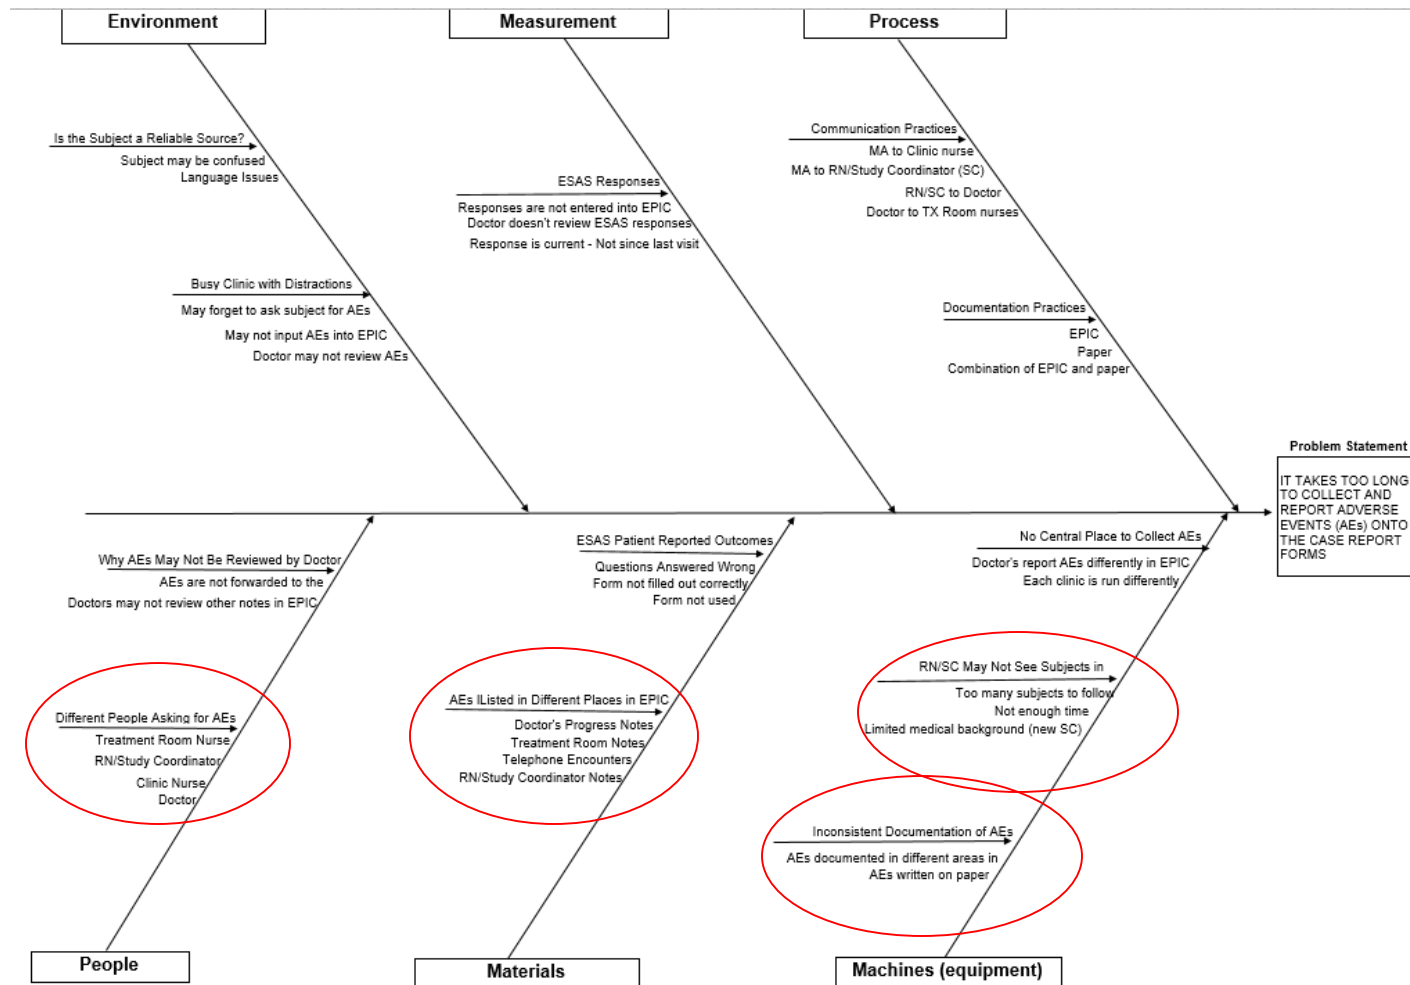 Environment
Measurement
Process
Is the Subject a Reliable Source?
Subject may be confused
Language Issues
Busy Clinic with Distractions
May forget to ask subject for AEs
May not input AEs into EPIC
Doctor may not review AEs
ESAS Responses
Responses are not entered into EPIC
Doctor doesn't review ESAS responses
Response is current - Not since last visit
Communication Practices
MA to Clinic nurse
MA to RN/Study Coordinator (SC)
RN/SC to Doctor
Doctor to TX Room nurses
Documentation Practices
EPIC
Paper
Combination of EPIC and paper
Problem Statement
IT TAKES TOO LONG
TO COLLECT AND
REPORT ADVERSE
EVENTS (AEs) ONTO
THE CASE REPORT
FORMS
Why AEs May Not Be Reviewed by Doctor
AEs are not forwarded to the
Doctors may not review other notes in EPIC
Different People Asking for AEs
Treatment Room Nurse
RN/Study Coordinator
Clinic Nurse
Doctor
ESAS Patient Reported Outcomes
Questions Answered Wrong
Form not filled out correctly
Form not used
AEs lListed in Different Places in EPIC
Doctor's Progress Notes
Treatment Room Notes
Telephone Encounters
RN/Study Coordinator Notes
No Central Place to Collect AEs
Doctor's report AEs differently in EPIC
Each clinic is run differently
RN/SC May Not See Subjects in
Too many subjects to follow
Not enough time
Limited medical background (new SC)
Inconsistent Documentation of AEs
AEs documented in different areas in
AEs written on paper
People
Materials
Machines (equipment)